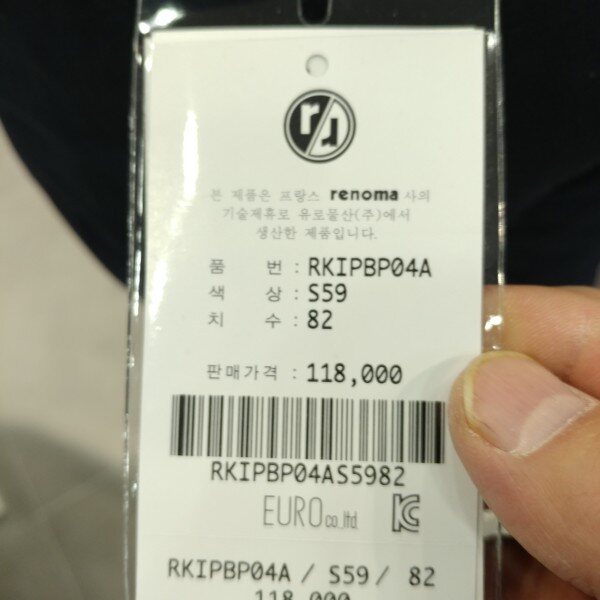 본 제품은 프랑스 renoma 사의
기술제휴로 유로물산(주)에서
생산한 제품입니다.
품 번 : RKIPBP04A
색 상 : S59
치 수 : 82
판매가격 : 118,000
RKIPBP04AS5982
EURO co.,ltd.
RKIPBP04A / S59 / 82
118,000